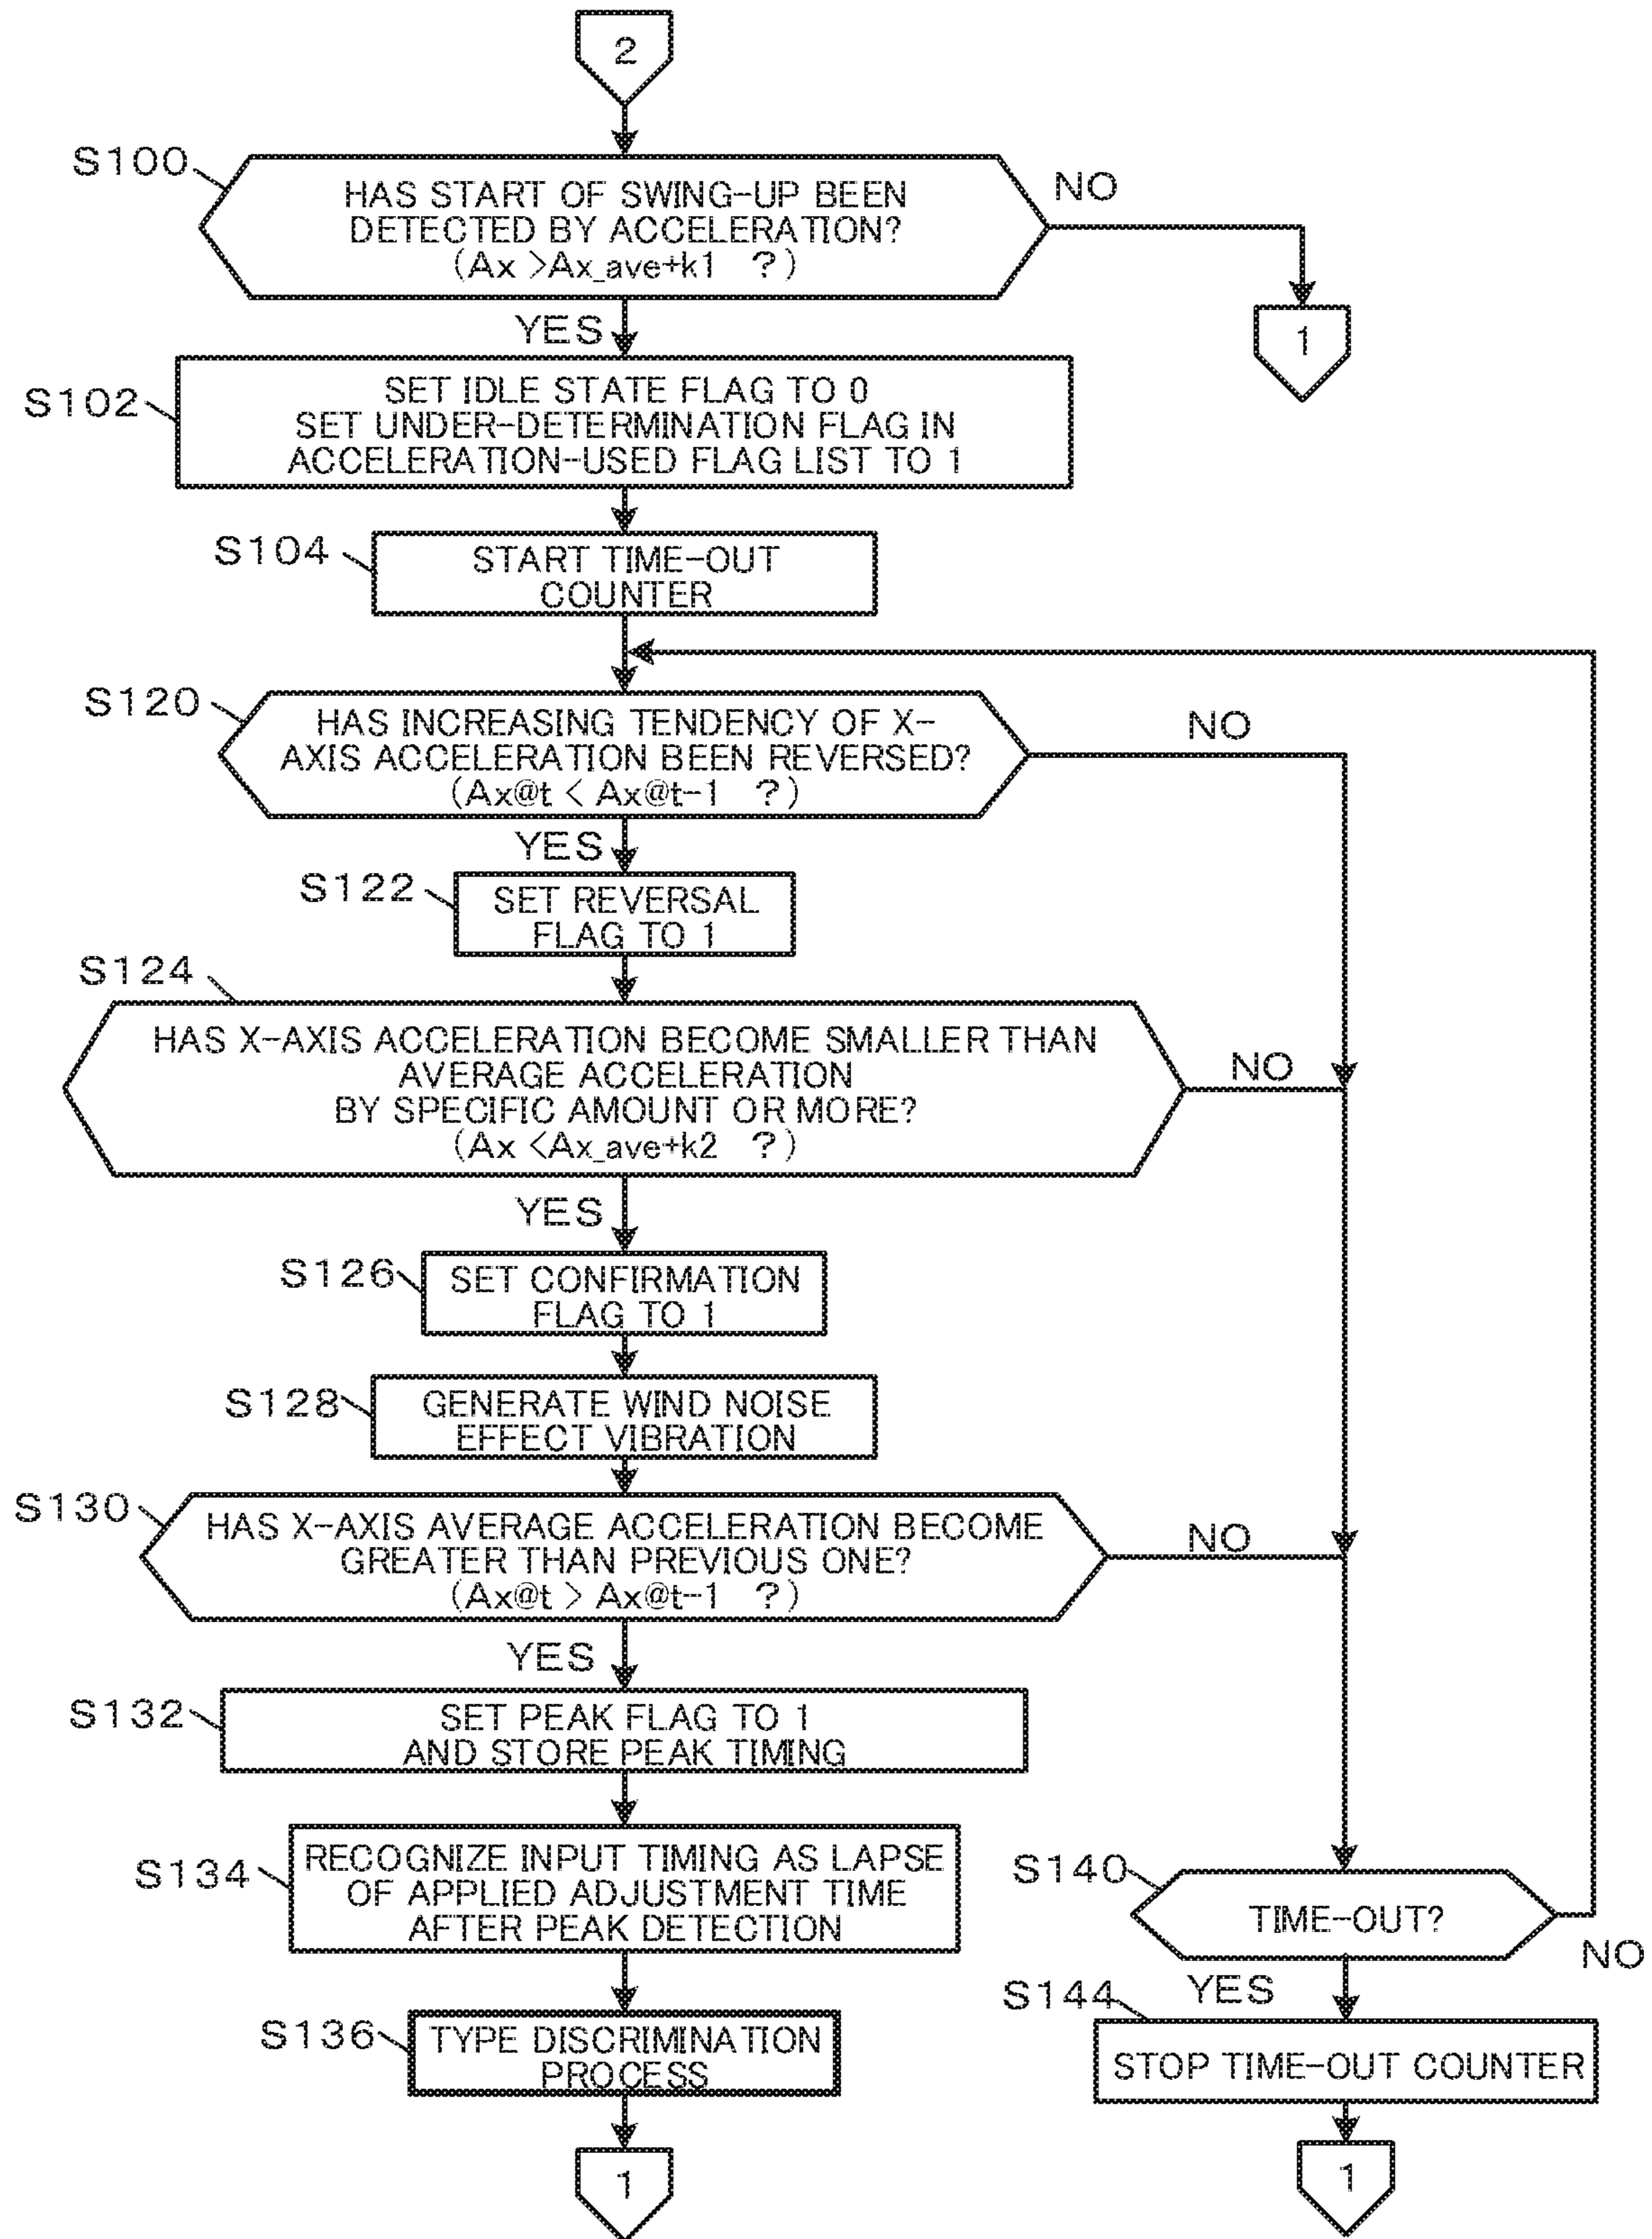 2
S100
HAS START OF SWING-UP BEEN
DETECTED BY ACCELERATION?
(Ax >Ax_ave+k1 ?)
NO
YES
1
S102
SET IDLE STATE FLAG TO 0
SET UNDER-DETERMINATION FLAG IN
ACCELERATION-USED FLAG LIST TO 1
S104
START TIME-OUT
COUNTER
S120
HAS INCREASING TENDENCY OF X-
AXIS ACCELERATION BEEN REVERSED?
(Ax@t < Ax@t-1 ?)
NO
YES
S122
SET REVERSAL
FLAG TO 1
S124
HAS X-AXIS ACCELERATION BECOME SMALLER THAN
AVERAGE ACCELERATION
BY SPECIFIC AMOUNT OR MORE?
(Ax <Ax_ave+k2 ?)
NO
YES
S126
SET CONFIRMATION
FLAG TO 1
S128
GENERATE WIND NOISE
EFFECT VIBRATION
S130
HAS X-AXIS AVERAGE ACCELERATION BECOME
GREATER THAN PREVIOUS ONE?
(Ax@t > Ax@t-1 ?)
NO
YES
S132
SET PEAK FLAG TO 1
AND STORE PEAK TIMING
S134
RECOGNIZE INPUT TIMING AS LAPSE
OF APPLIED ADJUSTMENT TIME
AFTER PEAK DETECTION
S140
TIME-OUT?
NO
YES
S136
TYPE DISCRIMINATION
PROCESS
S144
STOP TIME-OUT COUNTER
1
1